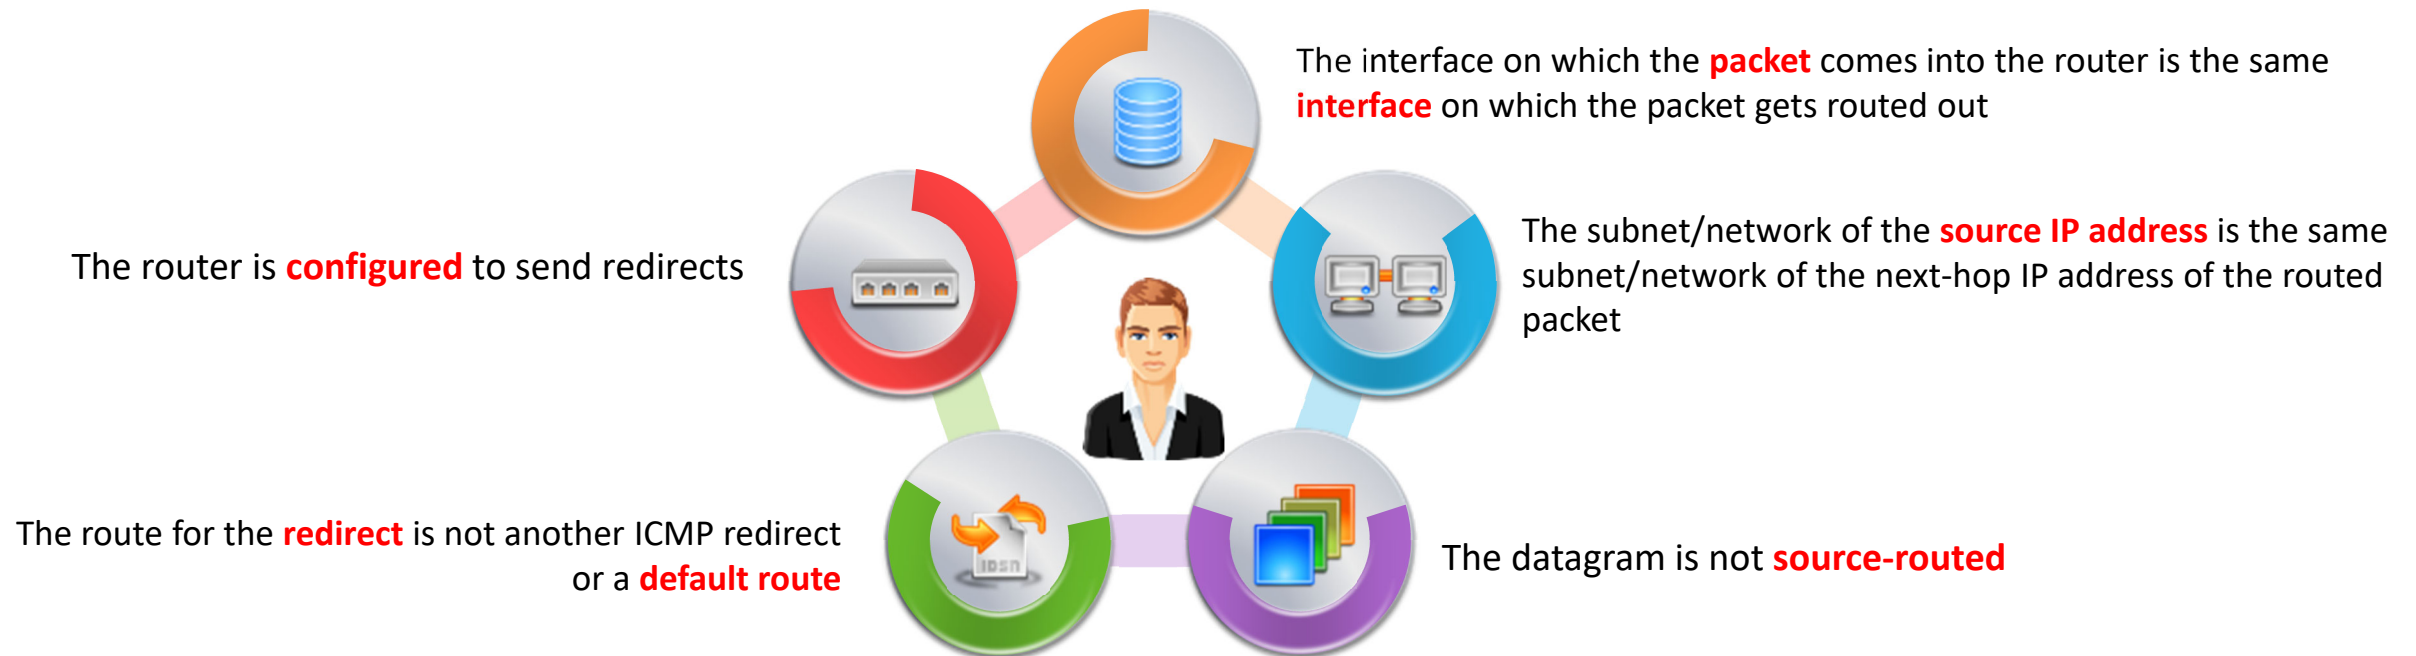 The interface on which the packet comes into the router is the same
interface on which the packet gets routed out
The subnet/network of the source IP address is the same
subnet/network of the next-hop IP address of the routed
packet
The router is configured to send redirects
The route for the redirect is not another ICMP redirect
or a default route
IDSN
The datagram is not source-routed